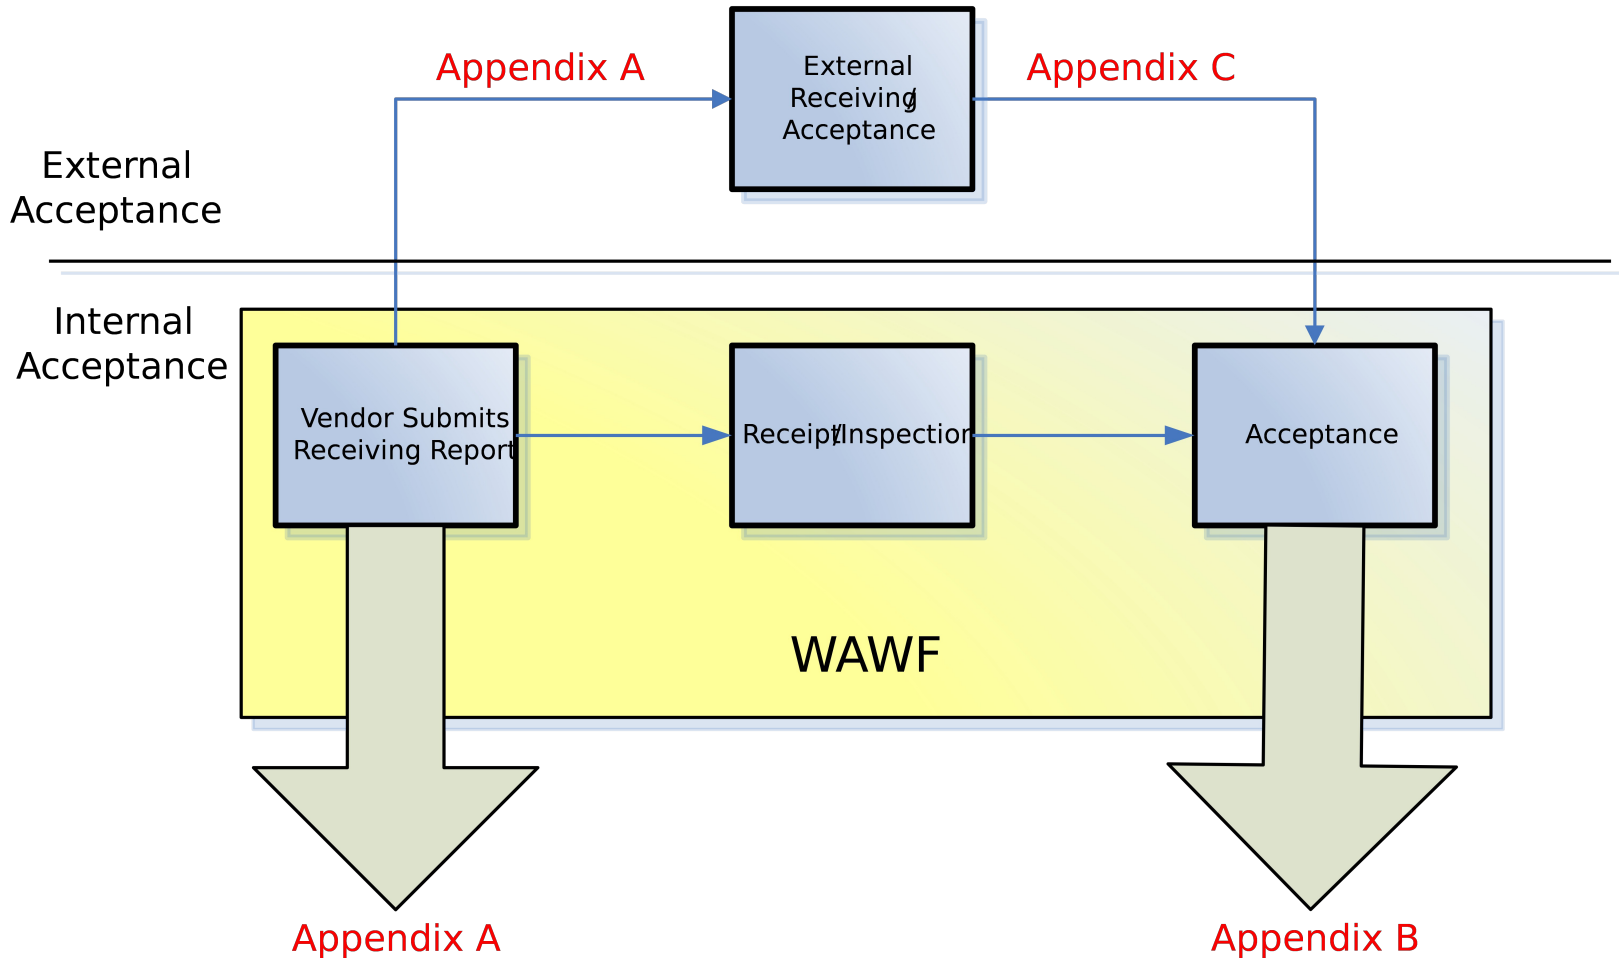 Appendix A
External
Receiving/
Acceptance
Appendix C
External
Acceptance
Internal
Acceptance
Vendor Submits
Receiving Report
Receipt/Inspection
Acceptance
WAWF
Appendix A
Appendix B